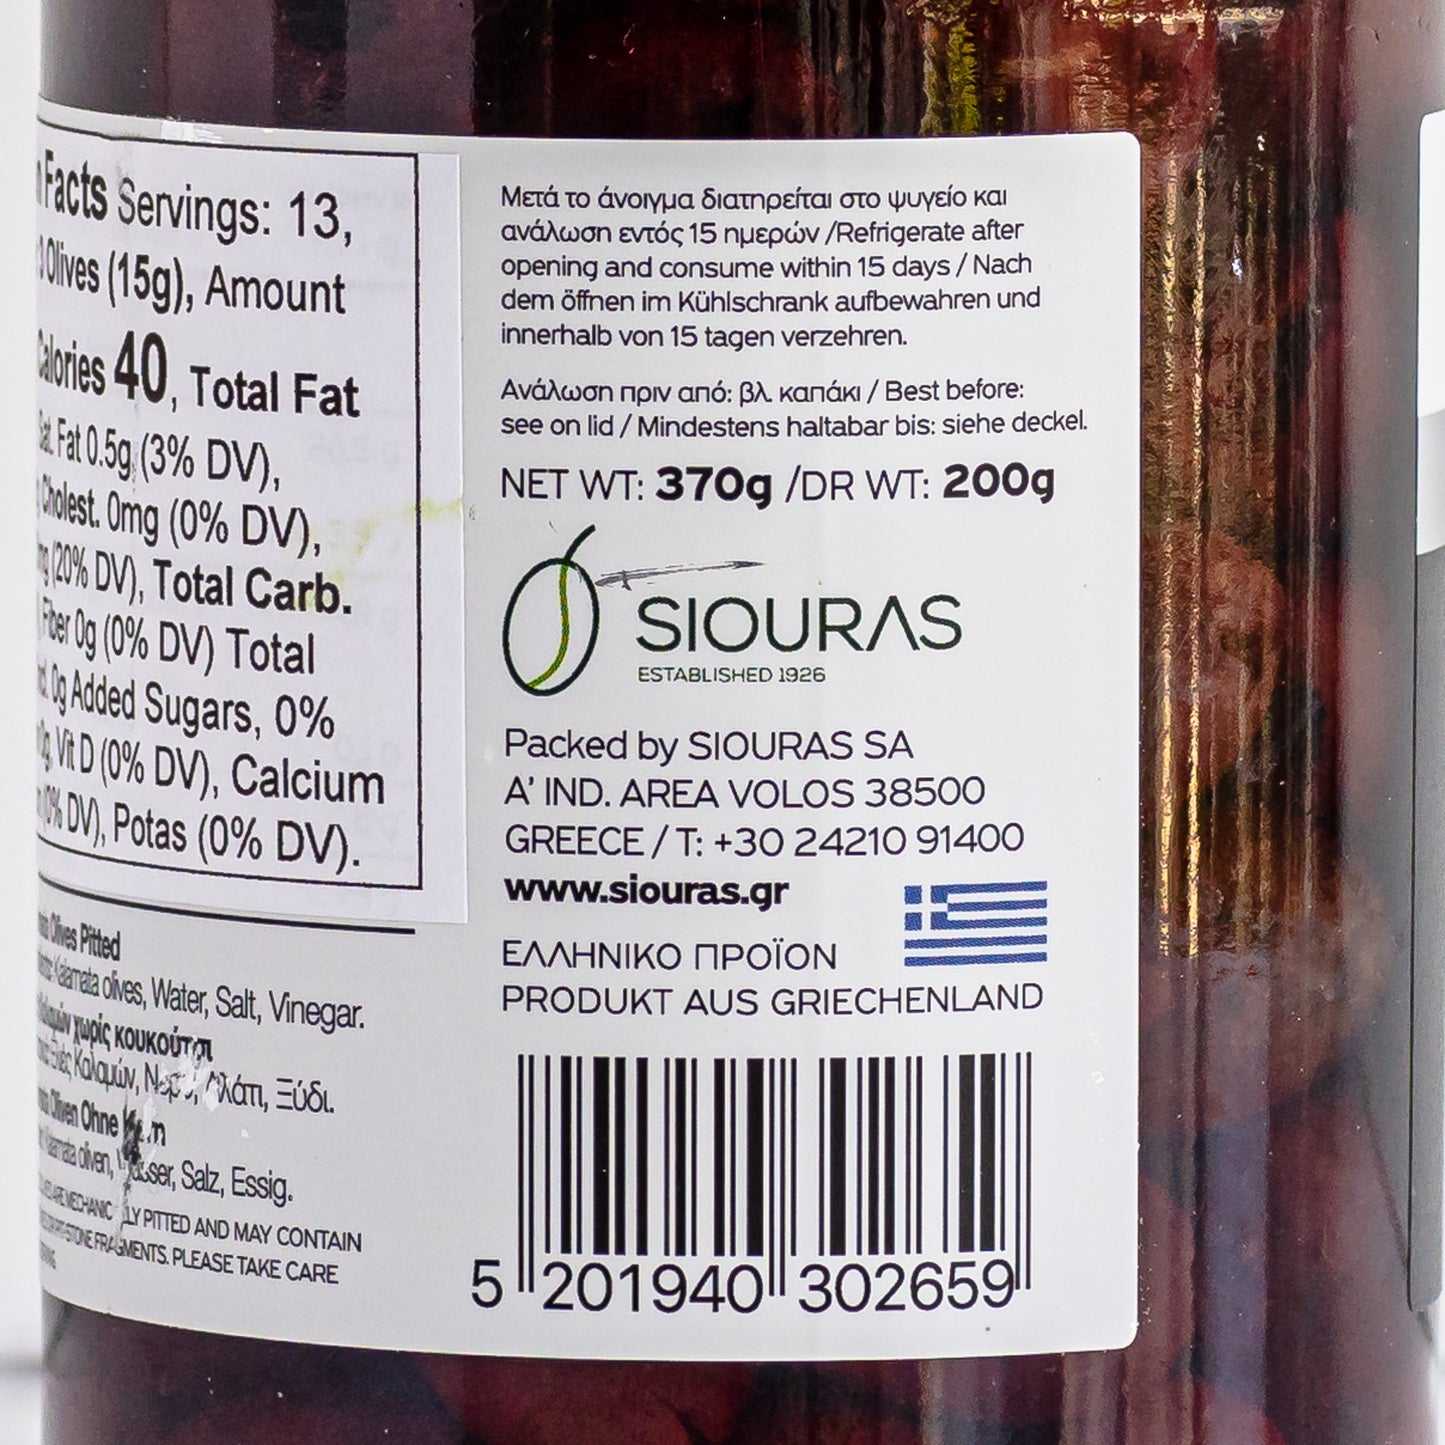 Facts Servings: 13,
Olives (15g), Amount
Calories 40, Total Fat
Sat. Fat 0.5g (3% DV),
Cholest. 0mg (0% DV),
(20% DV), Total Carb.
Fiber 0g (0% DV) Total
0g Added Sugars, 0%
Vit D (0% DV), Calcium
(0% DV), Potas (0% DV).
Olives Pitted
Kalamata olives, Water, Salt, Vinegar.
χωρίς κουκούτσι
Καλαμών, Νερό, Αλάτι, Ξύδι.
Oliven Ohne
oliven, Wasser, Salz, Essig.
PITTED AND MAY CONTAIN
FRAGMENTS. PLEASE TAKE CARE
Μετά το άνοιγμα διατηρείται στο ψυγείο και
ανάλωση εντός 15 ημερών /Refrigerate after
opening and consume within 15 days / Nach
dem öffnen im Kühlschrank aufbewahren und
innerhalb von 15 tagen verzehren.
Ανάλωση πριν από: βλ. καπάκι / Best before:
see on lid / Mindestens haltabar bis: siehe deckel.
NET WT: 370g /DR WT: 200g
SIOURAS
ESTABLISHED 1926
Packed by SIOURAS SA
A' IND. AREA VOLOS 38500
GREECE / T: +30 24210 91400
www.siouras.gr
ΕΛΛΗΝΙΚΟ ΠΡΟΪΟΝ
PRODUKT AUS GRIECHENLAND
5 201940 302659